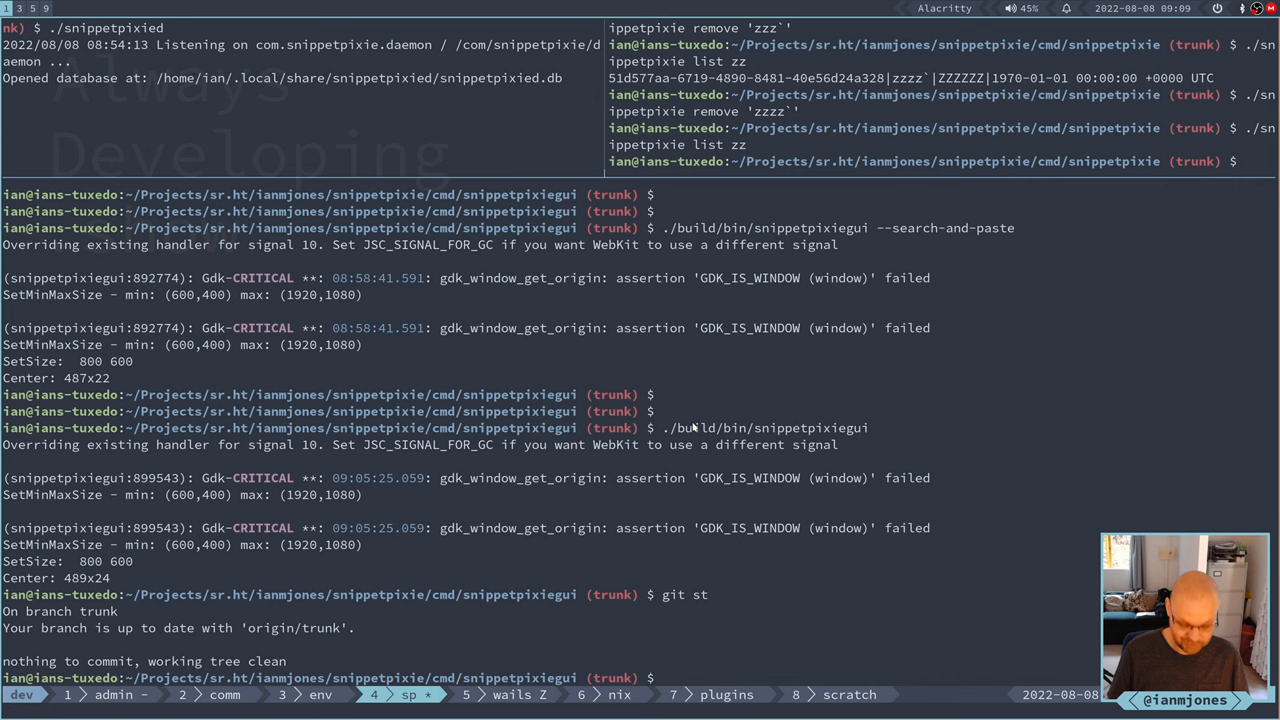 1 3 5 9
Alacritty 45% 2022-08-08 09:09 M
nk) $ ./snippetpixied
2022/08/08 08:54:13 Listening on com.snippetpixie.daemon / /com/snippetpixie/d
aemon ...
Opened database at: /home/ian/.local/share/snippetpixied/snippetpixied.db
Always
Developing
ippetpixie remove 'zzz`'
ian@ians-tuxedo:~/Projects/sr.ht/ianmjones/snippetpixie/cmd/snippetpixie (trunk) $ ./sn
ippetpixie list zz
51d577aa-6719-4890-8481-40e56d24a328|zzzz`|ZZZZZZ|1970-01-01 00:00:00 +0000 UTC
ian@ians-tuxedo:~/Projects/sr.ht/ianmjones/snippetpixie/cmd/snippetpixie (trunk) $ ./sn
ippetpixie remove 'zzzz`'
ian@ians-tuxedo:~/Projects/sr.ht/ianmjones/snippetpixie/cmd/snippetpixie (trunk) $ ./sn
ippetpixie list zz
ian@ians-tuxedo:~/Projects/sr.ht/ianmjones/snippetpixie/cmd/snippetpixie (trunk) $
ian@ians-tuxedo:~/Projects/sr.ht/ianmjones/snippetpixie/cmd/snippetpixiegui (trunk) $
ian@ians-tuxedo:~/Projects/sr.ht/ianmjones/snippetpixie/cmd/snippetpixiegui (trunk) $
ian@ians-tuxedo:~/Projects/sr.ht/ianmjones/snippetpixie/cmd/snippetpixiegui (trunk) $ ./build/bin/snippetpixiegui --search-and-paste
Overriding existing handler for signal 10. Set JSC_SIGNAL_FOR_GC if you want WebKit to use a different signal
(snippetpixiegui:892774): Gdk-CRITICAL **: 08:58:41.591: gdk_window_get_origin: assertion 'GDK_IS_WINDOW (window)' failed
SetMinMaxSize - min: (600,400) max: (1920,1080)
(snippetpixiegui:892774): Gdk-CRITICAL **: 08:58:41.591: gdk_window_get_origin: assertion 'GDK_IS_WINDOW (window)' failed
SetMinMaxSize - min: (600,400) max: (1920,1080)
SetSize:  800 600
Center: 487x22
ian@ians-tuxedo:~/Projects/sr.ht/ianmjones/snippetpixie/cmd/snippetpixiegui (trunk) $
ian@ians-tuxedo:~/Projects/sr.ht/ianmjones/snippetpixie/cmd/snippetpixiegui (trunk) $
ian@ians-tuxedo:~/Projects/sr.ht/ianmjones/snippetpixie/cmd/snippetpixiegui (trunk) $ ./build/bin/snippetpixiegui
Overriding existing handler for signal 10. Set JSC_SIGNAL_FOR_GC if you want WebKit to use a different signal
(snippetpixiegui:899543): Gdk-CRITICAL **: 09:05:25.059: gdk_window_get_origin: assertion 'GDK_IS_WINDOW (window)' failed
SetMinMaxSize - min: (600,400) max: (1920,1080)
(snippetpixiegui:899543): Gdk-CRITICAL **: 09:05:25.059: gdk_window_get_origin: assertion 'GDK_IS_WINDOW (window)' failed
SetMinMaxSize - min: (600,400) max: (1920,1080)
SetSize:  800 600
Center: 489x24
ian@ians-tuxedo:~/Projects/sr.ht/ianmjones/snippetpixie/cmd/snippetpixiegui (trunk) $ git st
On branch trunk
Your branch is up to date with 'origin/trunk'.
nothing to commit, working tree clean
ian@ians-tuxedo:~/Projects/sr.ht/ianmjones/snippetpixie/cmd/snippetpixiegui (trunk) $
dev 1 admin - 2 comm 3 env 4 sp * 5 wails Z 6 nix 7 plugins 8 scratch 2022-08-08
@ianmjones